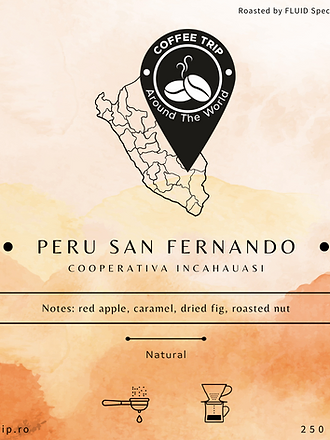 Roasted by FLUID Spec
COFFEE TRIP
Around The World
PERU SAN FERNANDO
COOPERATIVA INCAHAUASI
Notes: red apple, caramel, dried fig, roasted nut
Natural
ip.ro
250